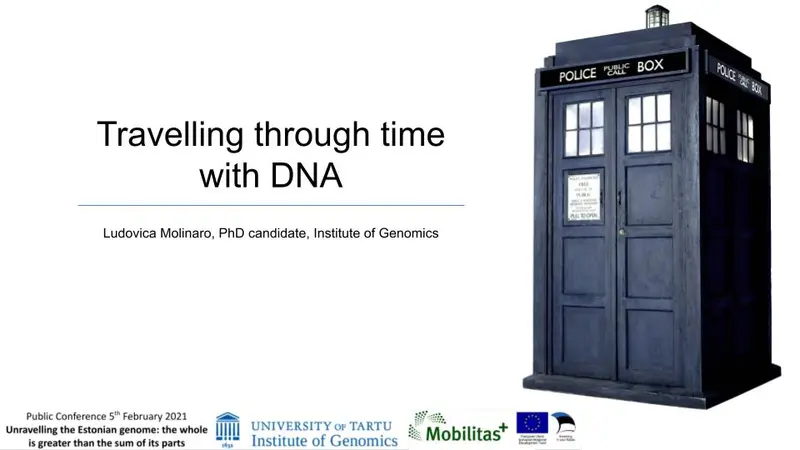 POLICE PUBLIC CALL BOX
POLICE PUBLIC CALL BOX
PULL TO OPEN
Travelling through time
with DNA
Ludovica Molinaro, PhD candidate, Institute of Genomics
Public Conference 5th February 2021
Unravelling the Estonian genome: the whole
is greater than the sum of its parts
1632
UNIVERSITY OF TARTU
Institute of Genomics
Mobilitas+